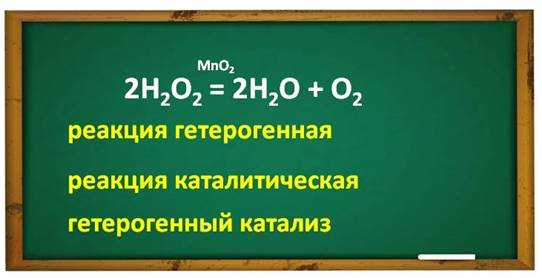 MnO₂
2H₂O₂ = 2H₂O + O₂
реакция гетерогенная
реакция каталитическая
гетерогенный катализ